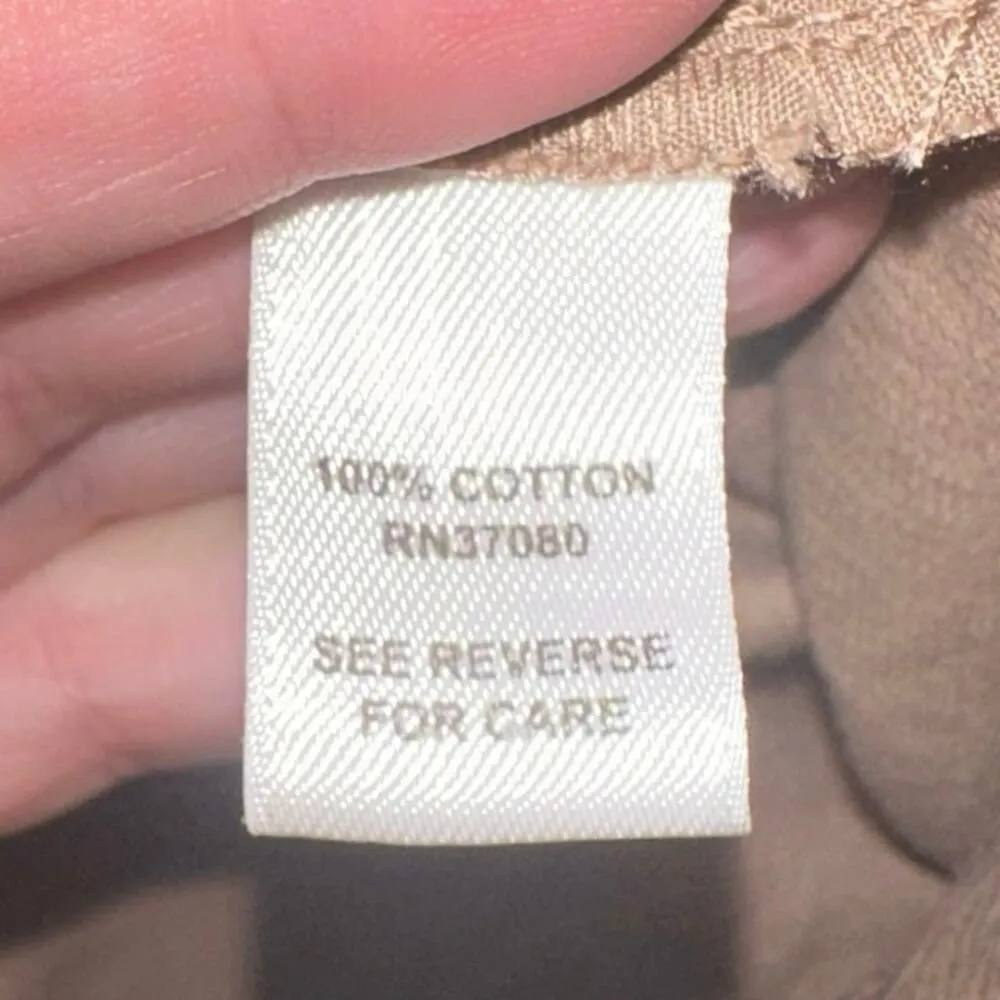 100% COTTON
RN37080
SEE REVERSE
FOR CARE